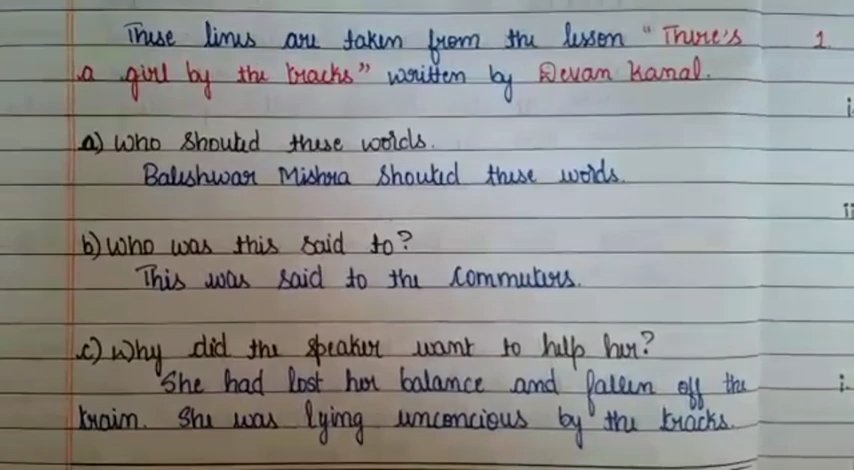 These lines are taken from the lesson "There's 1.
a girl by the tracks" written by Devan Kanal.
i.
a) Who shouted these words.
Baleshwar Mishra shouted these words.
ii
b) Who was this said to?
This was said to the commuters.
c) Why did the speaker want to help her?
She had lost her balance and fallen off the i.
train. She was lying unconcious by the tracks.